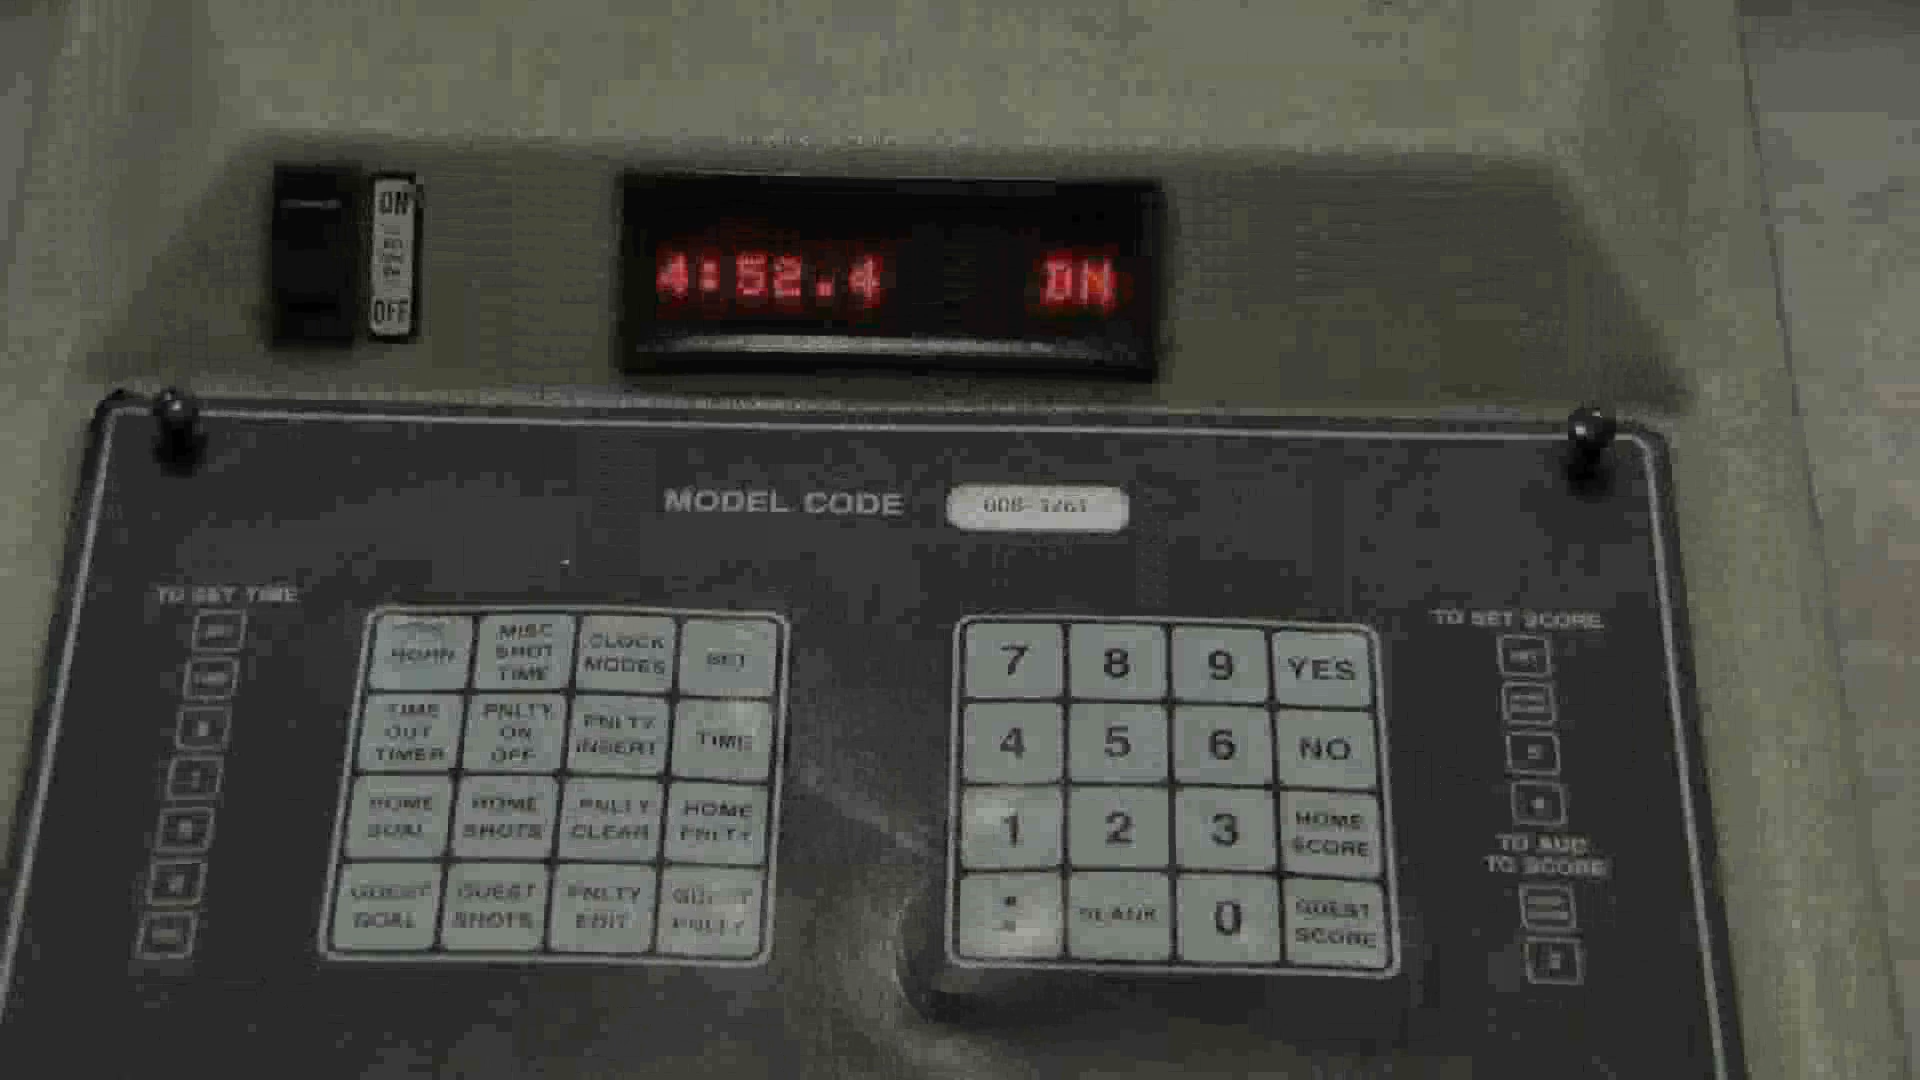 ON
OFF
4:52.4 DN
MODEL CODE
TO SET TIME
HORN
MISC
SHOT
TIME
CLOCK
MODES
SET
TIME
OUT
TIMER
PNLTY
ON
OFF
PNLTY
INSERT
TIME
HOME
GOAL
HOME
SHOTS
PNLTY
CLEAR
HOME
PNLTY
GUEST
GOAL
GUEST
SHOTS
PNLTY
EDIT
GUEST
PNLTY
7 8 9 YES
4 5 6 NO
1 2 3
HOME
SCORE
BLANK
0
GUEST
SCORE
TO SET SCORE
TO ADD
TO SCORE